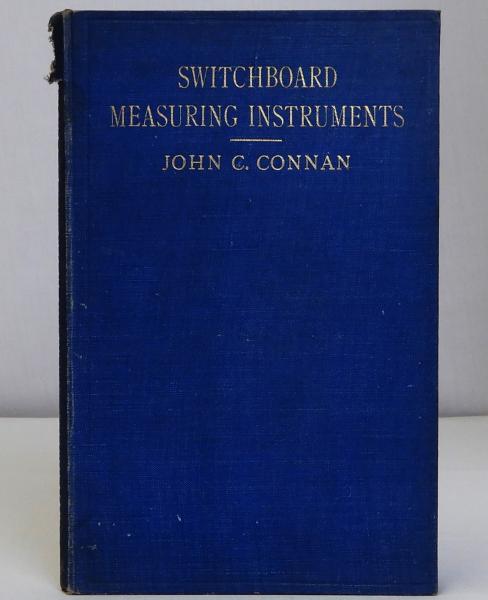 SWITCHBOARD
MEASURING INSTRUMENTS
JOHN C. CONNAN